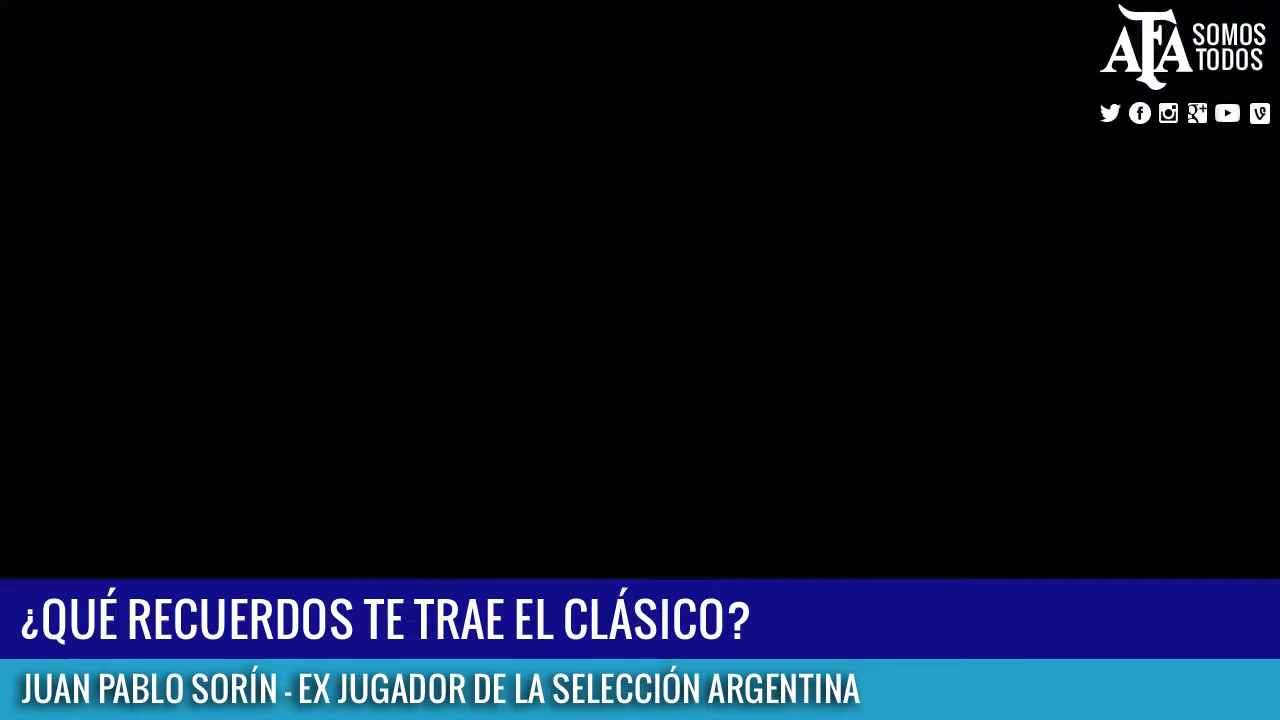 AFA SOMOS
TODOS
¿QUÉ RECUERDOS TE TRAE EL CLÁSICO?
JUAN PABLO SORÍN - EX JUGADOR DE LA SELECCIÓN ARGENTINA